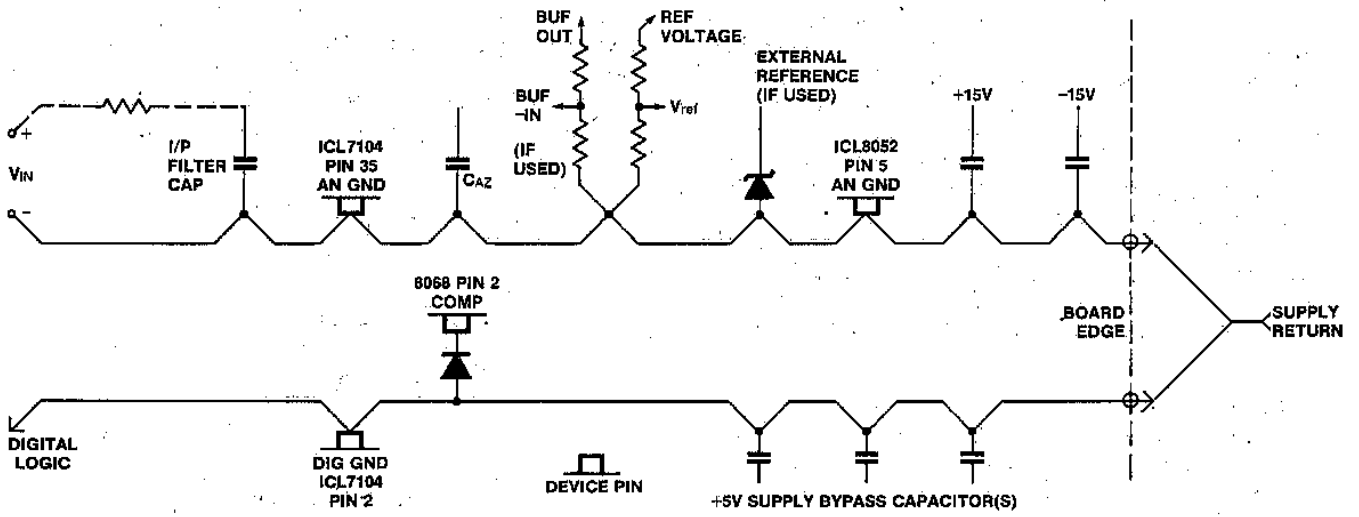 BUF
OUT
REF
VOLTAGE
EXTERNAL
REFERENCE
(IF USED)
+15V
-15V
+
VIN
-
I/P
FILTER
CAP
ICL7104
PIN 35
AN GND
CAZ
BUF
-IN
(IF
USED)
Vref
ICL8052
PIN 5
AN GND
8068 PIN 2
COMP
BOARD
EDGE
SUPPLY
RETURN
DIGITAL
LOGIC
DIG GND
ICL7104
PIN 2
DEVICE PIN
+5V SUPPLY BYPASS CAPACITOR(S)